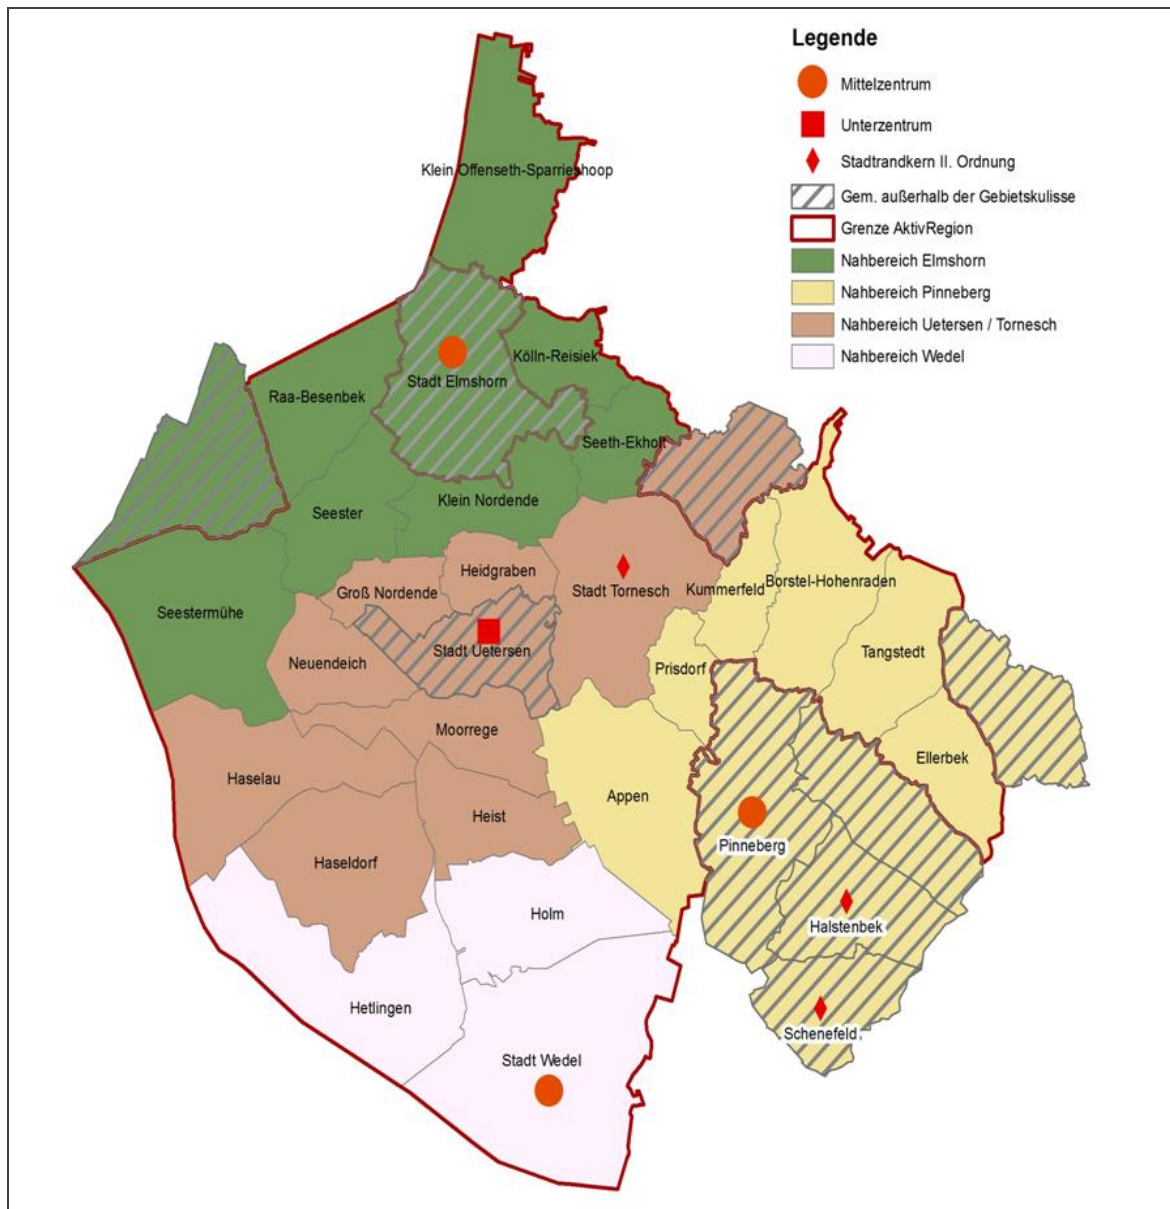 Legende
Mittelzentrum
Unterzentrum
Stadtrandkern II. Ordnung
Gem. außerhalb der Gebietskulisse
Grenze AktivRegion
Nahbereich Elmshorn
Nahbereich Pinneberg
Nahbereich Uetersen / Tornesch
Nahbereich Wedel
Klein Offenseth-Sparrieshoop
Kölln-Reisiek
Stadt Elmshorn
Raa-Besenbek
Seeth-Ekholt
Klein Nordende
Seester
Heidgraben
Stadt Tornesch
Kummerfeld
Borstel-Hohenraden
Groß Nordende
Seestermühe
Stadt Uetersen
Tangstedt
Neuendeich
Prisdorf
Moorrege
Ellerbek
Haselau
Appen
Heist
Pinneberg
Haseldorf
Holm
Halstenbek
Hetlingen
Schenefeld
Stadt Wedel